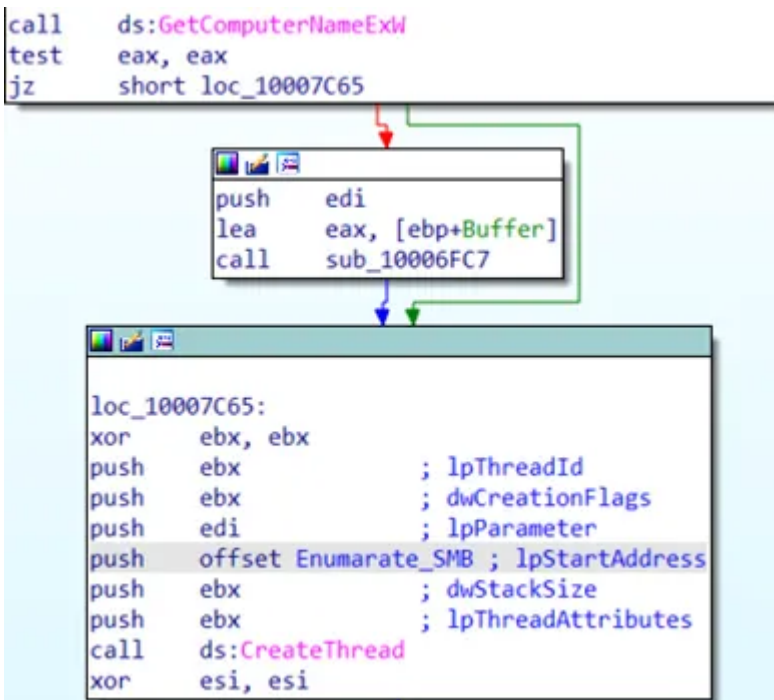 call ds:GetComputerNameExW
test eax, eax
jz short loc_10007C65
push edi
lea eax, [ebp+Buffer]
call sub_10006FC7
loc_10007C65:
xor ebx, ebx
push ebx ; lpThreadId
push ebx ; dwCreationFlags
push edi ; lpParameter
push offset Enumarate_SMB ; lpStartAddress
push ebx ; dwStackSize
push ebx ; lpThreadAttributes
call ds:CreateThread
xor esi, esi